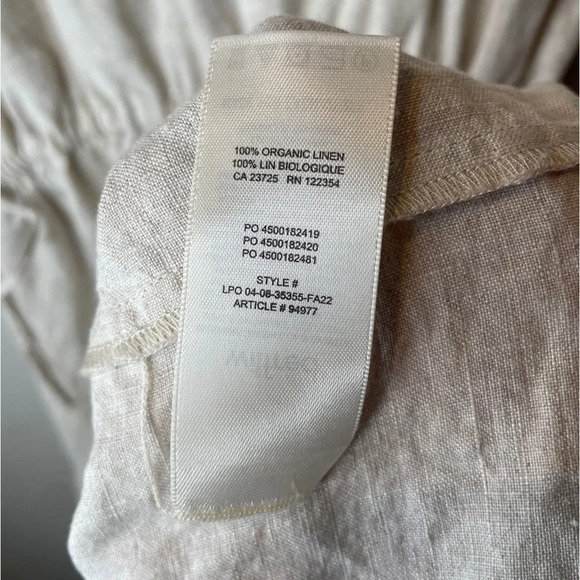 100% ORGANIC LINEN
100% LIN BIOLOGIQUE
CA 23725 RN 122354
PO 4500182419
PO 4500182420
PO 4500182481
STYLE #
LPO 04-08-35355-FA22
ARTICLE # 94977